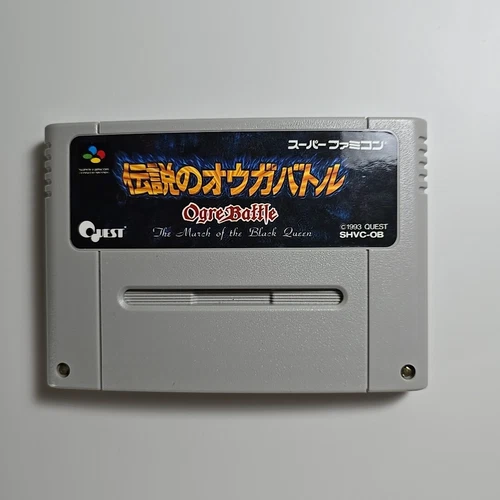 スーパーファミコン
伝説のオウガバトル
Ogre Battle
The March of the Black Queen
QUEST
©1993 QUEST
SHVC-OB